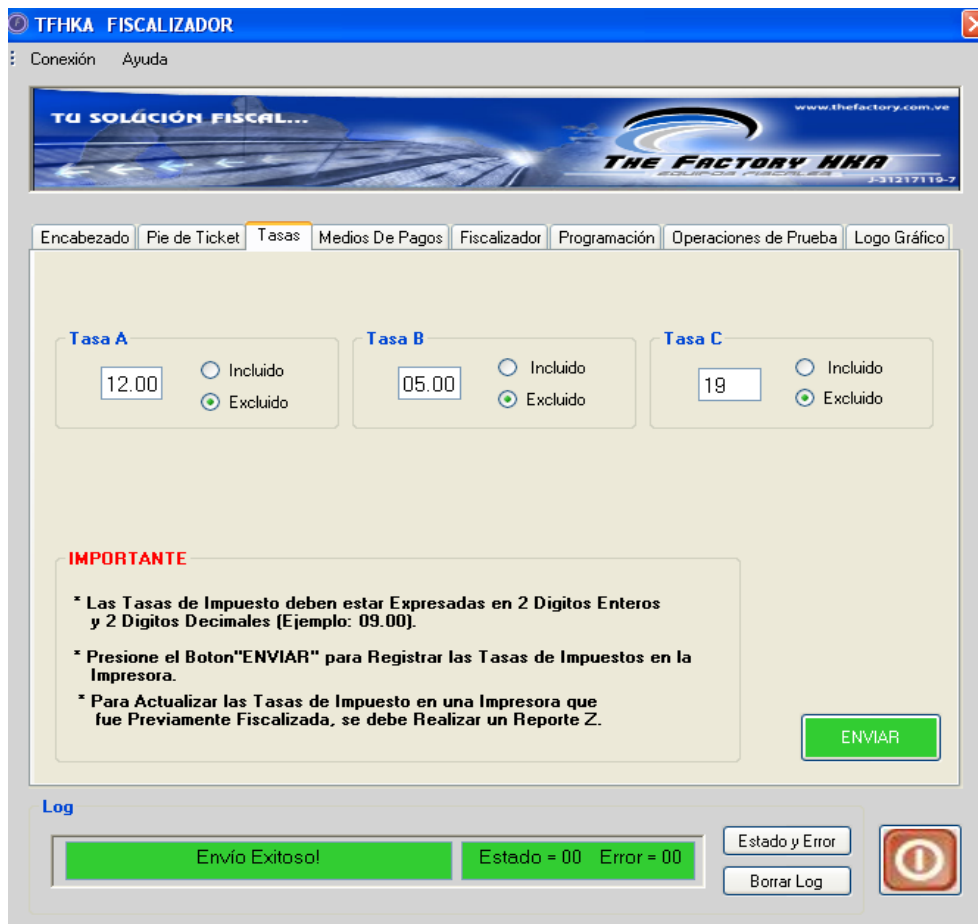 TFHKA FISCALIZADOR
Conexión Ayuda
TU SOLUCIÓN FISCAL...
www.thefactory.com.ve
THE FACTORY HKA
EQUIPOS FISCALES
J-31217119-7
Encabezado Pie de Ticket Tasas Medios De Pagos Fiscalizador Programación Operaciones de Prueba Logo Gráfico
Tasa A Tasa B Tasa C
12.00 Incluido 05.00 Incluido 19 Incluido
Excluido Excluido Excluido
IMPORTANTE
* Las Tasas de Impuesto deben estar Expresadas en 2 Digitos Enteros
y 2 Digitos Decimales (Ejemplo: 09.00).
* Presione el Boton"ENVIAR" para Registrar las Tasas de Impuestos en la
Impresora.
* Para Actualizar las Tasas de Impuesto en una Impresora que
fue Previamente Fiscalizada, se debe Realizar un Reporte Z.
ENVIAR
Log
Envío Exitoso! Estado = 00 Error = 00
Estado y Error
Borrar Log